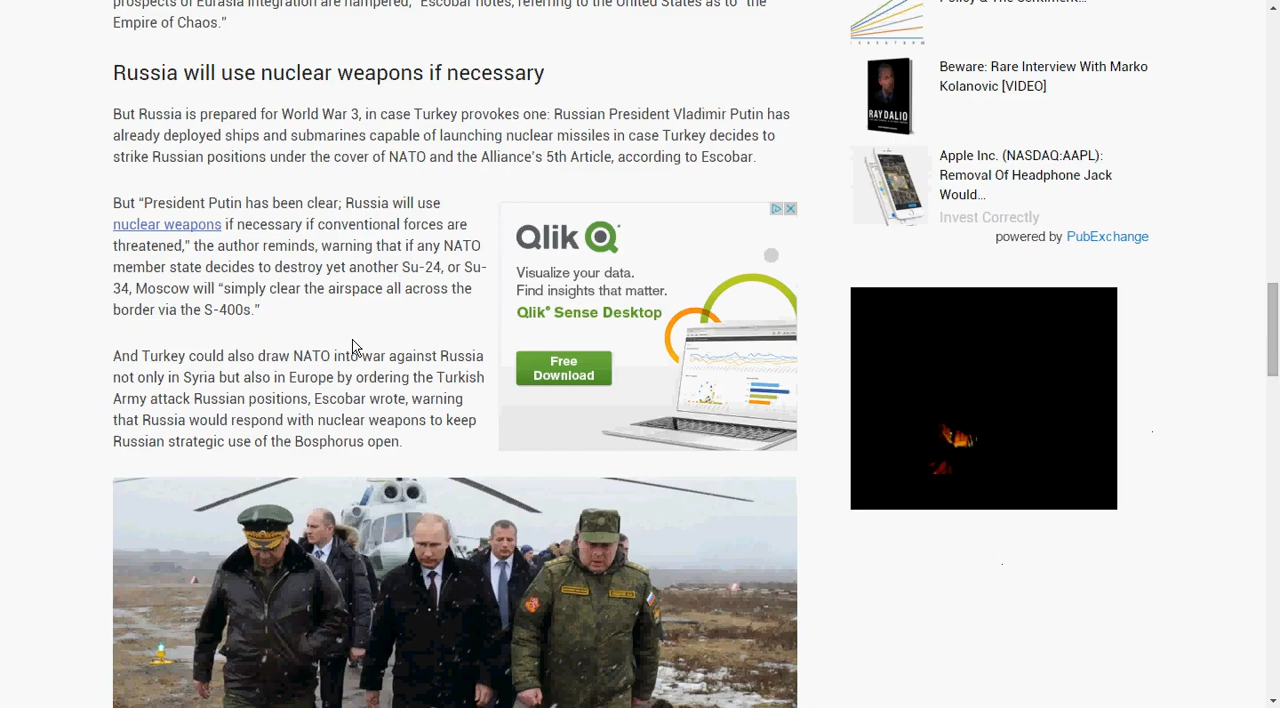 prospects of Eurasia integration are hampered," Escobar notes, referring to the United States as to "the
Empire of Chaos."
Russia will use nuclear weapons if necessary
But Russia is prepared for World War 3, in case Turkey provokes one: Russian President Vladimir Putin has
already deployed ships and submarines capable of launching nuclear missiles in case Turkey decides to
strike Russian positions under the cover of NATO and the Alliance's 5th Article, according to Escobar.
But “President Putin has been clear; Russia will use
nuclear weapons if necessary if conventional forces are
threatened,” the author reminds, warning that if any NATO
member state decides to destroy yet another Su-24, or Su-
34, Moscow will “simply clear the airspace all across the
border via the S-400s.”
And Turkey could also draw NATO into war against Russia
not only in Syria but also in Europe by ordering the Turkish
Army attack Russian positions, Escobar wrote, warning
that Russia would respond with nuclear weapons to keep
Russian strategic use of the Bosphorus open.
Qlik
Visualize your data.
Find insights that matter.
Qlik® Sense Desktop
Free
Download
Policy & The Sentiment...
Beware: Rare Interview With Marko
Kolanovic [VIDEO]
RAY DALIO
Apple Inc. (NASDAQ:AAPL):
Removal Of Headphone Jack
Would...
Invest Correctly
powered by PubExchange